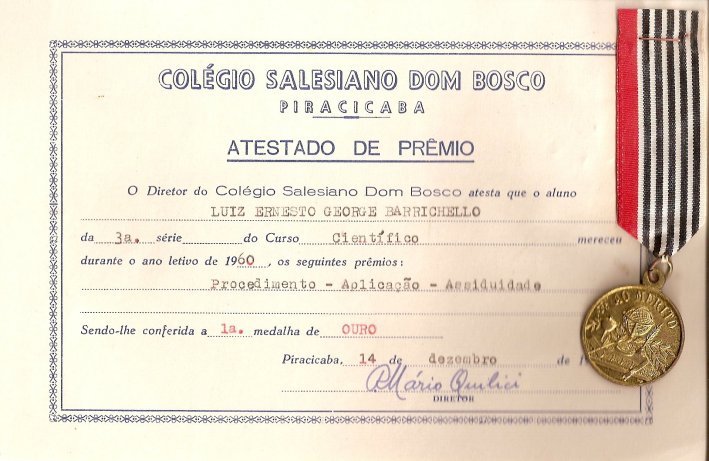 COLÉGIO SALESIANO DOM BOSCO
PIRACICABA
ATESTADO DE PRÊMIO
O Diretor do Colégio Salesiano Dom Bosco atesta que o aluno
LUIZ ERNESTO GEORGE BARRICHELLO
da 3a. série do Curso Científico mereceu
durante o ano letivo de 1960, os seguintes prêmios:
Procedimento - Aplicação - Assiduidade
Sendo-lhe conferida a 1a. medalha de OURO
Piracicaba, 14 de dezembro de 1
P. Mário Quilici
DIRETOR
AO MERITO